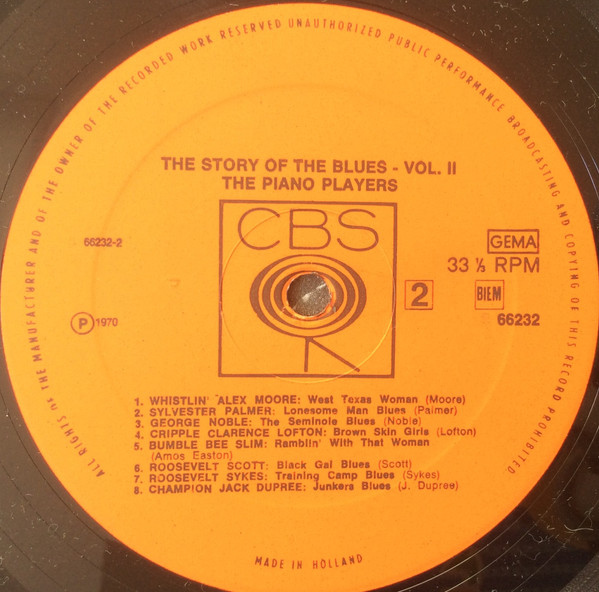 ALL RIGHTS OF THE MANUFACTURER AND OF THE OWNER OF THE RECORDED WORK RESERVED UNAUTHORIZED PUBLIC PERFORMANCE BROADCASTING AND COPYING OF THIS RECORD PROHIBITED
THE STORY OF THE BLUES - VOL. II
THE PIANO PLAYERS
CBS
66232-2
GEMA
33 ⅓ RPM
2
BIEM
66232
Ⓟ 1970
1. WHISTLIN' ALEX MOORE: West Texas Woman (Moore)
2. SYLVESTER PALMER: Lonesome Man Blues (Palmer)
3. GEORGE NOBLE: The Seminole Blues (Noble)
4. CRIPPLE CLARENCE LOFTON: Brown Skin Girls (Lofton)
5. BUMBLE BEE SLIM: Ramblin' With That Woman
(Amos Easton)
6. ROOSEVELT SCOTT: Black Gal Blues (Scott)
7. ROOSEVELT SYKES: Training Camp Blues (Sykes)
8. CHAMPION JACK DUPREE: Junkers Blues (J. Dupree)
MADE IN HOLLAND